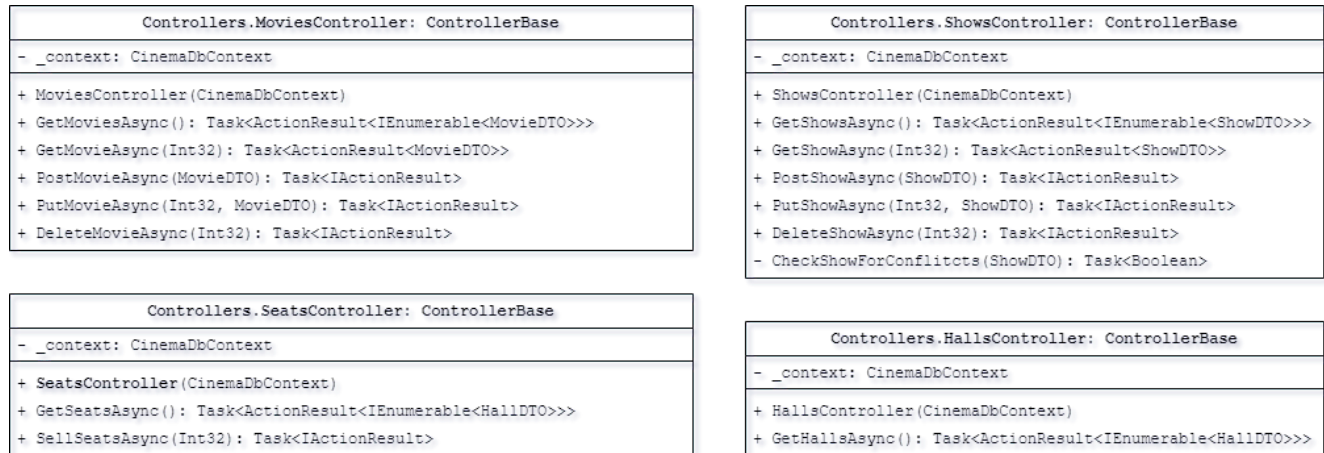 Controllers.MoviesController: ControllerBase
- _context: CinemaDbContext
+ MoviesController(CinemaDbContext)
+ GetMoviesAsync(): Task<ActionResult<IEnumerable<MovieDTO>>>
+ GetMovieAsync(Int32): Task<ActionResult<MovieDTO>>
+ PostMovieAsync(MovieDTO): Task<IActionResult>
+ PutMovieAsync(Int32, MovieDTO): Task<IActionResult>
+ DeleteMovieAsync(Int32): Task<IActionResult>
Controllers.ShowsController: ControllerBase
- _context: CinemaDbContext
+ ShowsController(CinemaDbContext)
+ GetShowsAsync(): Task<ActionResult<IEnumerable<ShowDTO>>>
+ GetShowAsync(Int32): Task<ActionResult<ShowDTO>>
+ PostShowAsync(ShowDTO): Task<IActionResult>
+ PutShowAsync(Int32, ShowDTO): Task<IActionResult>
+ DeleteShowAsync(Int32): Task<IActionResult>
- CheckShowForConflitcts(ShowDTO): Task<Boolean>
Controllers.SeatsController: ControllerBase
- _context: CinemaDbContext
+ SeatsController(CinemaDbContext)
+ GetSeatsAsync(): Task<ActionResult<IEnumerable<HallDTO>>>
+ SellSeatsAsync(Int32): Task<IActionResult>
Controllers.HallsController: ControllerBase
- _context: CinemaDbContext
+ HallsController(CinemaDbContext)
+ GetHallsAsync(): Task<ActionResult<IEnumerable<HallDTO>>>